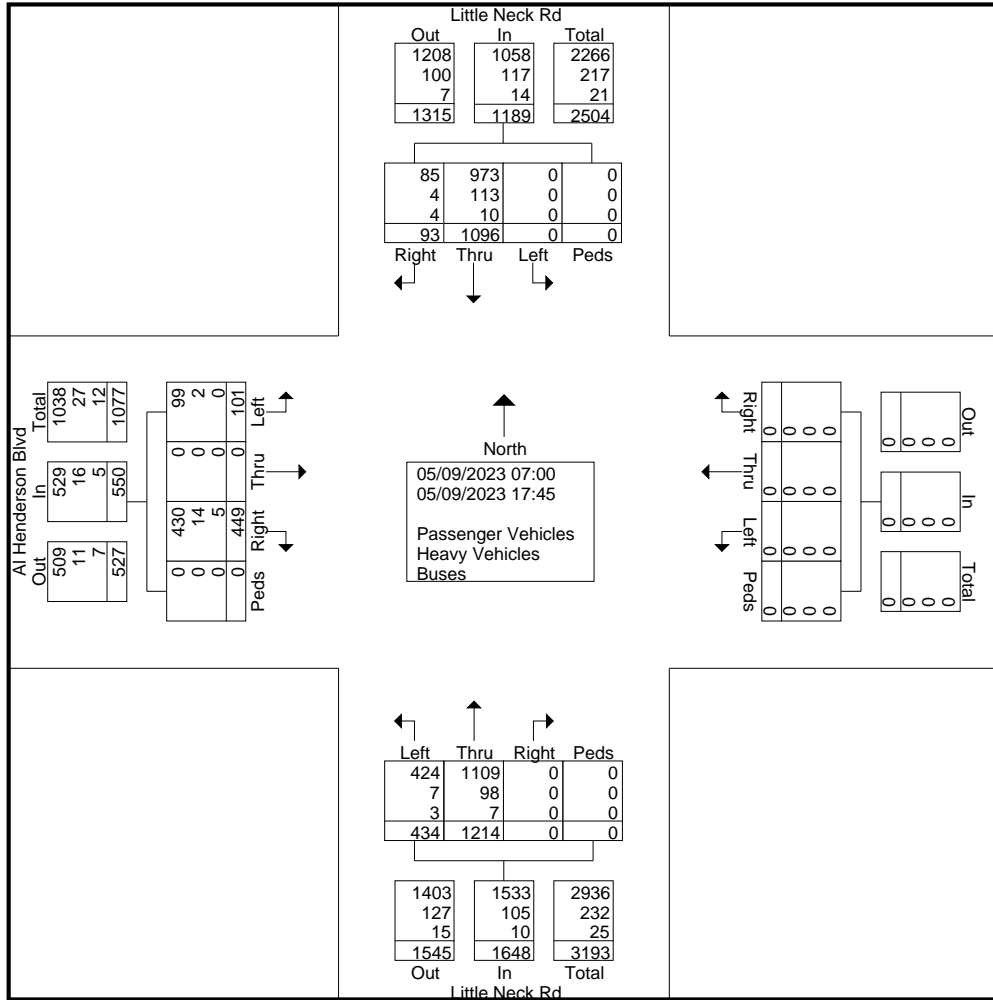 Little Neck Rd
Out In Total
1208 1058 2266
100 117 217
7 14 21
1315 1189 2504
85 973 0 0
4 113 0 0
4 10 0 0
93 1096 0 0
Right Thru Left Peds
Al Henderson Blvd
Total In Out
1038 529 509
27 16 11
12 5 7
1077 550 527
99 0 430 0
2 0 14 0
0 0 5 0
101 0 449 0
Left Thru Right Peds
North
05/09/2023 07:00
05/09/2023 17:45
Passenger Vehicles
Heavy Vehicles
Buses
Right Thru Left Peds
0 0 0 0
0 0 0 0
0 0 0 0
0 0 0 0
Out In Total
0 0 0
0 0 0
0 0 0
0 0 0
Left Thru Right Peds
424 1109 0 0
7 98 0 0
3 7 0 0
434 1214 0 0
1403 1533 2936
127 105 232
15 10 25
1545 1648 3193
Out In Total
Little Neck Rd